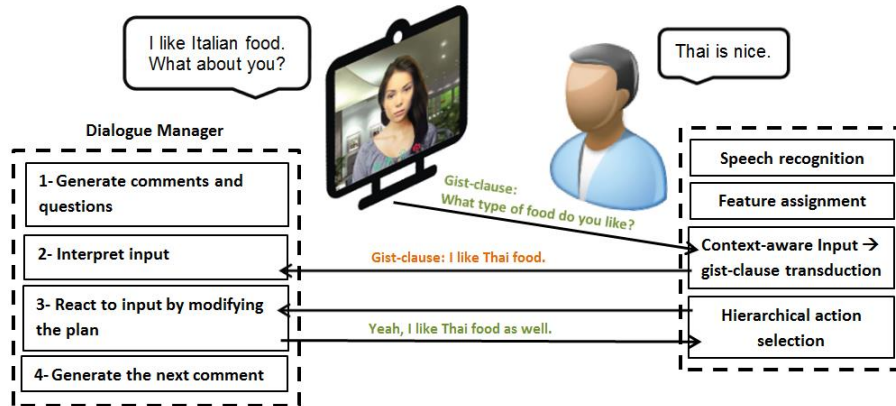 I like Italian food.
What about you?
Thai is nice.
Dialogue Manager
1- Generate comments and
questions
2- Interpret input
3- React to input by modifying
the plan
4- Generate the next comment
Gist-clause:
What type of food do you like?
Gist-clause: I like Thai food.
Yeah, I like Thai food as well.
Speech recognition
Feature assignment
Context-aware Input →
gist-clause transduction
Hierarchical action
selection